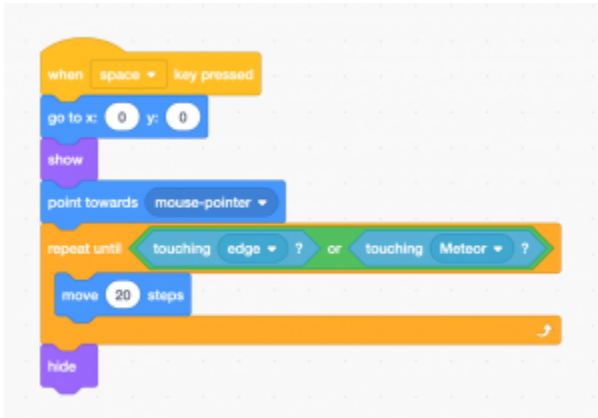 when space key pressed
go to x: 0 y: 0
show
point towards mouse-pointer
repeat until touching edge ? or touching Meteor ?
move 20 steps
hide